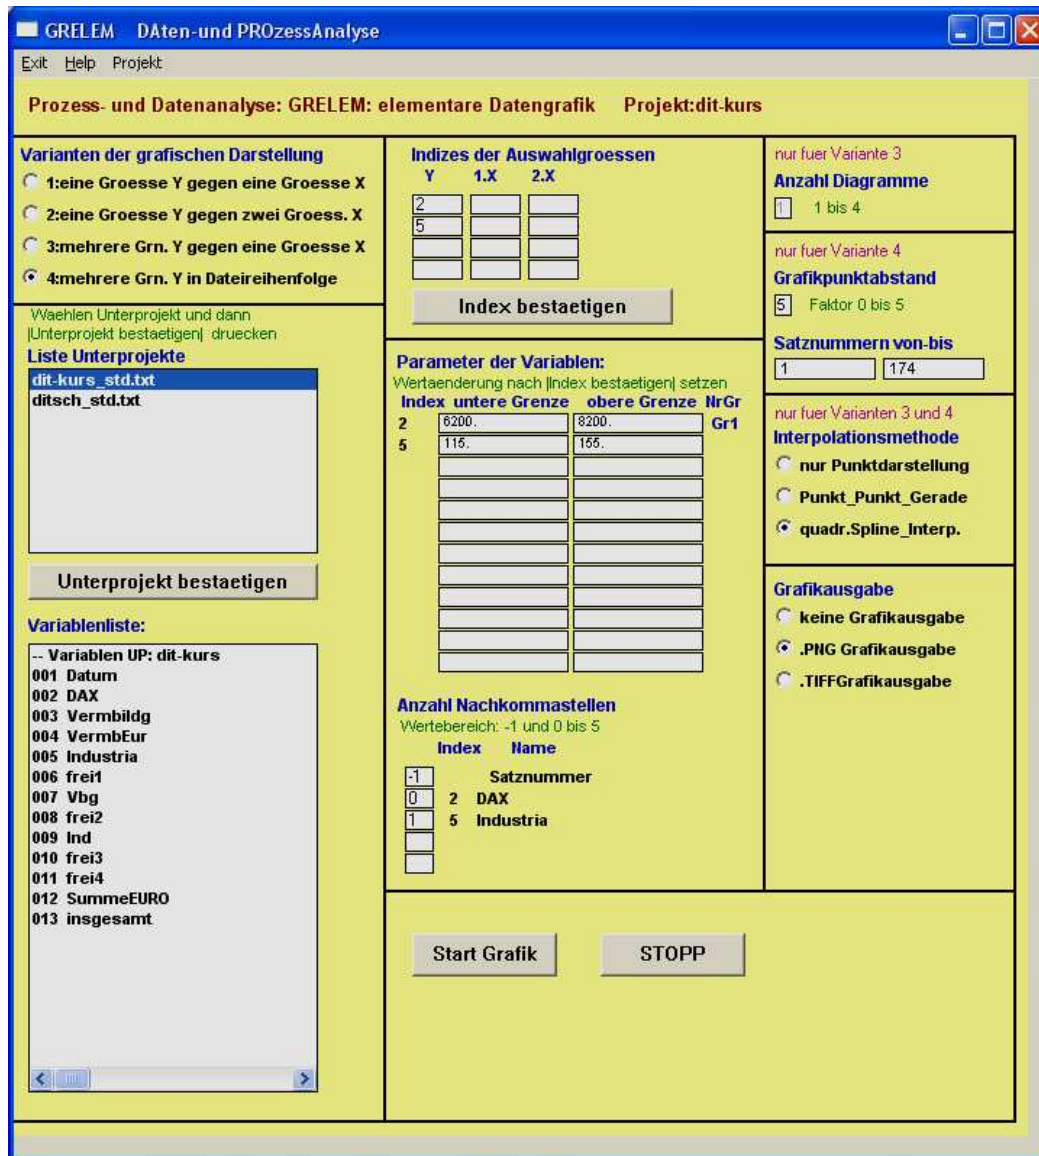 GRELEM DAten-und PROzessAnalyse
Exit Help Projekt
Prozess- und Datenanalyse: GRELEM: elementare Datengrafik Projekt:dit-kurs
Varianten der grafischen Darstellung
1:eine Groesse Y gegen eine Groesse X
2:eine Groesse Y gegen zwei Groess. X
3:mehrere Grn. Y gegen eine Groesse X
4:mehrere Grn. Y in Dateireihenfolge
Waehlen Unterprojekt und dann
|Unterprojekt bestaetigen| druecken
Liste Unterprojekte
dit-kurs_std.txt
ditsch_std.txt
Unterprojekt bestaetigen
Variablenliste:
-- Variablen UP: dit-kurs
001 Datum
002 DAX
003 Vermbildg
004 VermbEur
005 Industria
006 frei1
007 Vbg
008 frei2
009 Ind
010 frei3
011 frei4
012 SummeEURO
013 insgesamt
Indizes der Auswahlgroessen
Y 1.X 2.X
2
5
Index bestaetigen
Parameter der Variablen:
Wertaenderung nach |Index bestaetigen| setzen
Index untere Grenze obere Grenze NrGr
2 6200. 8200. Gr1
5 115. 155.
Anzahl Nachkommastellen
Wertebereich: -1 und 0 bis 5
Index Name
-1 Satznummer
0 2 DAX
1 5 Industria
Start Grafik STOPP
nur fuer Variante 3
Anzahl Diagramme
1 1 bis 4
nur fuer Variante 4
Grafikpunktabstand
5 Faktor 0 bis 5
Satznummern von-bis
1 174
nur fuer Varianten 3 und 4
Interpolationsmethode
nur Punktdarstellung
Punkt_Punkt_Gerade
quadr.Spline_Interp.
Grafikausgabe
keine Grafikausgabe
.PNG Grafikausgabe
.TIFFGrafikausgabe